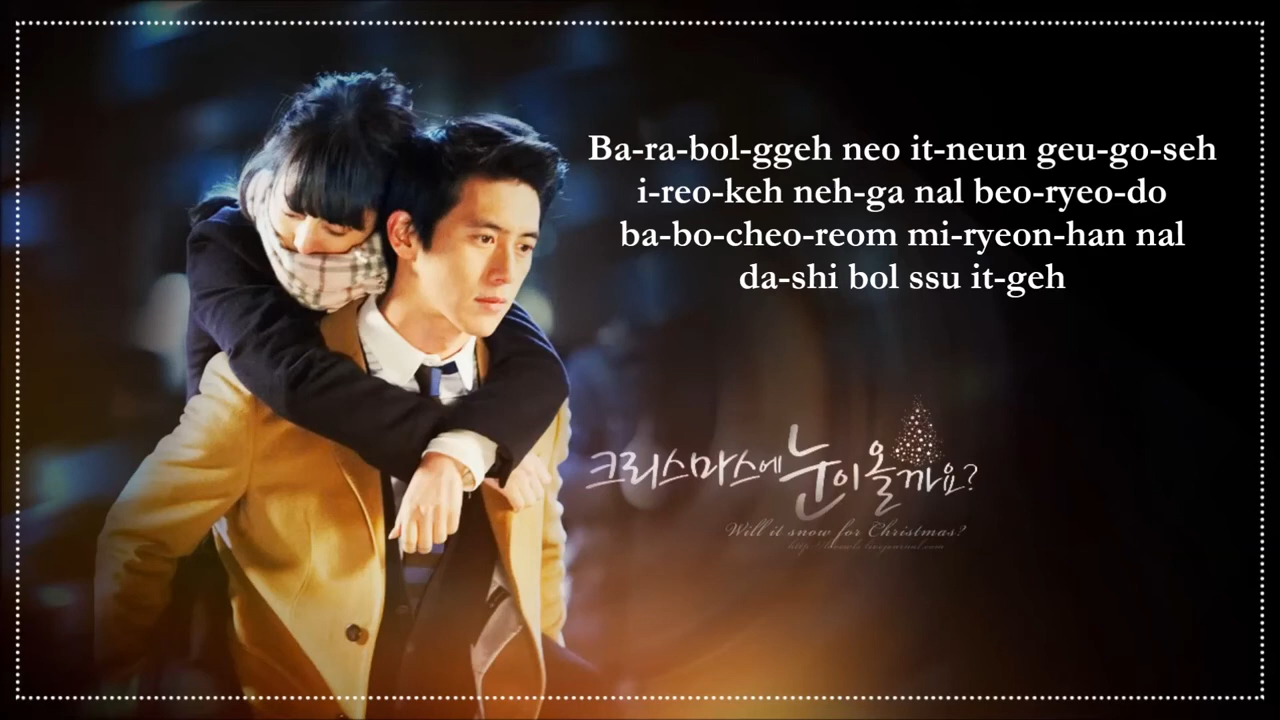 Ba-ra-bol-ggeh neo it-neun geu-go-seh
i-reo-keh neh-ga nal beo-ryeo-do
ba-bo-cheo-reom mi-ryeon-han nal
da-shi bol ssu it-geh
크리스마스에 눈이 올까요?
Will it snow for Christmas?